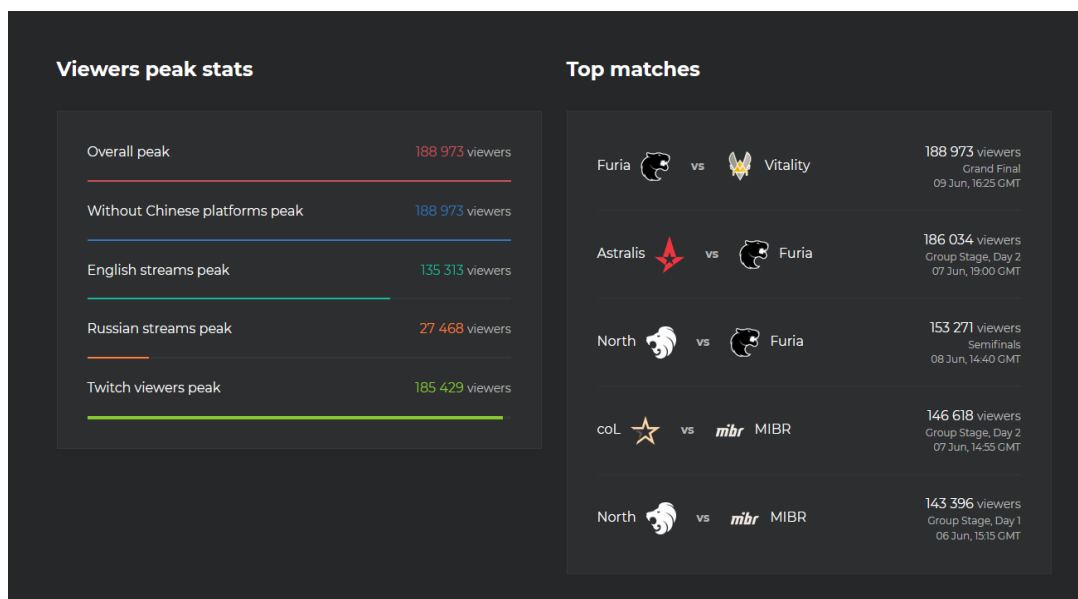 Viewers peak stats
Overall peak 188 973 viewers
Without Chinese platforms peak 188 973 viewers
English streams peak 135 313 viewers
Russian streams peak 27 468 viewers
Twitch viewers peak 185 429 viewers
Top matches
Furia vs Vitality 188 973 viewers
Grand Final
09 Jun, 16:25 GMT
Astralis vs Furia 186 034 viewers
Group Stage, Day 2
07 Jun, 19:00 GMT
North vs Furia 153 271 viewers
Semifinals
08 Jun, 14:40 GMT
coL vs mibr MIBR 146 618 viewers
Group Stage, Day 2
07 Jun, 14:55 GMT
North vs mibr MIBR 143 396 viewers
Group Stage, Day 1
06 Jun, 15:15 GMT